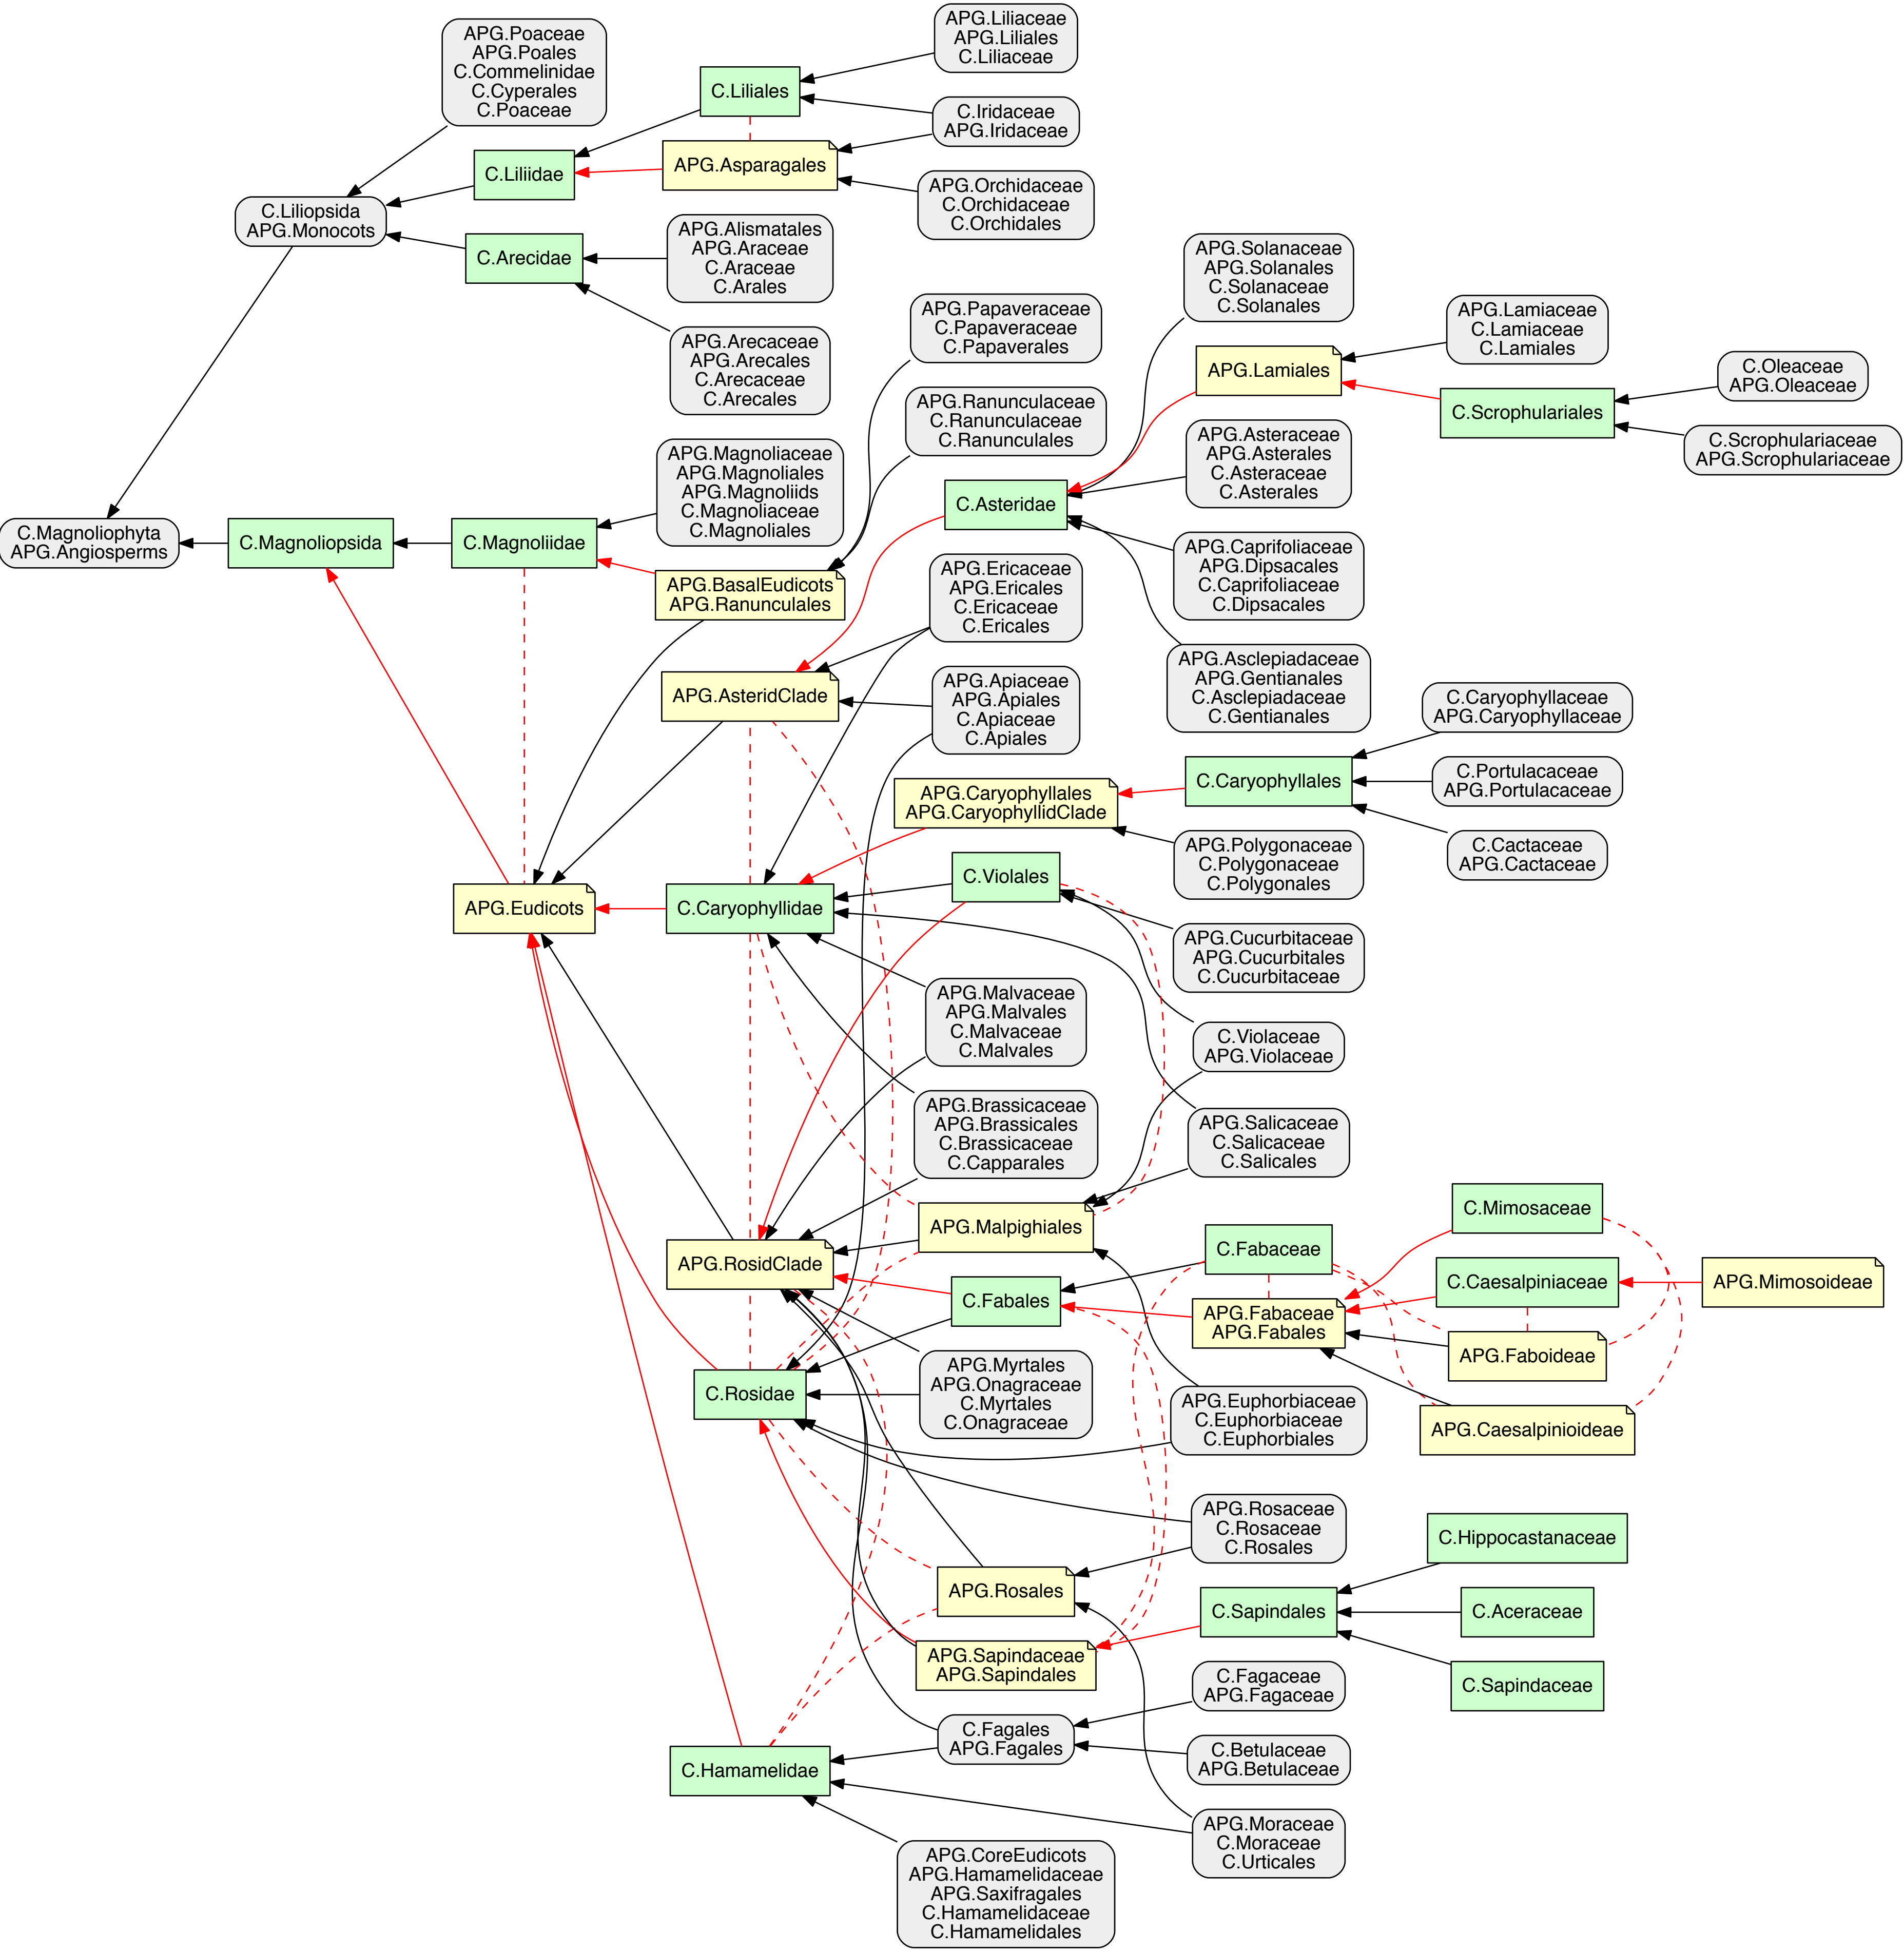 APG.Poaceae
APG.Poales
C.Commelinidae
C.Cyperales
C.Poaceae
C.Liliales
APG.Liliaceae
APG.Liliales
C.Liliaceae
C.Iridaceae
APG.Iridaceae
C.Liliidae
APG.Asparagales
APG.Orchidaceae
C.Orchidaceae
C.Orchidales
C.Liliopsida
APG.Monocots
C.Arecidae
APG.Alismatales
APG.Araceae
C.Araceae
C.Arales
APG.Arecaceae
APG.Arecales
C.Arecaceae
C.Arecales
APG.Papaveraceae
C.Papaveraceae
C.Papaverales
APG.Ranunculaceae
C.Ranunculaceae
C.Ranunculales
APG.Solanaceae
APG.Solanales
C.Solanaceae
C.Solanales
APG.Lamiales
APG.Lamiaceae
C.Lamiaceae
C.Lamiales
C.Scrophulariales
C.Oleaceae
APG.Oleaceae
C.Scrophulariaceae
APG.Scrophulariaceae
APG.Asteraceae
APG.Asterales
C.Asteraceae
C.Asterales
C.Asteridae
APG.Magnoliaceae
APG.Magnoliales
APG.Magnoliids
C.Magnoliaceae
C.Magnoliales
C.Magnoliophyta
APG.Angiosperms
C.Magnoliopsida
C.Magnoliidae
APG.BasalEudicots
APG.Ranunculales
APG.Ericaceae
APG.Ericales
C.Ericaceae
C.Ericales
APG.Caprifoliaceae
APG.Dipsacales
C.Caprifoliaceae
C.Dipsacales
APG.Asclepiadaceae
APG.Gentianales
C.Asclepiadaceae
C.Gentianales
APG.AsteridClade
APG.Apiaceae
APG.Apiales
C.Apiaceae
C.Apiales
C.Caryophyllaceae
APG.Caryophyllaceae
C.Caryophyllales
C.Portulacaceae
APG.Portulacaceae
C.Cactaceae
APG.Cactaceae
APG.Caryophyllales
APG.CaryophyllidClade
APG.Polygonaceae
C.Polygonaceae
C.Polygonales
APG.Eudicots
C.Caryophyllidae
C.Violales
APG.Cucurbitaceae
APG.Cucurbitales
C.Cucurbitaceae
APG.Malvaceae
APG.Malvales
C.Malvaceae
C.Malvales
C.Violaceae
APG.Violaceae
APG.Brassicaceae
APG.Brassicales
C.Brassicaceae
C.Capparales
APG.Salicaceae
C.Salicaceae
C.Salicales
APG.Malpighiales
APG.RosidClade
C.Fabales
C.Fabaceae
APG.Fabaceae
APG.Fabales
C.Mimosaceae
C.Caesalpiniaceae
APG.Mimosoideae
APG.Faboideae
APG.Caesalpinioideae
C.Rosidae
APG.Myrtales
APG.Onagraceae
C.Myrtales
C.Onagraceae
APG.Euphorbiaceae
C.Euphorbiaceae
C.Euphorbiales
APG.Rosaceae
C.Rosaceae
C.Rosales
APG.Rosales
C.Hippocastanaceae
C.Sapindales
C.Aceraceae
C.Sapindaceae
APG.Sapindaceae
APG.Sapindales
C.Fagaceae
APG.Fagaceae
C.Fagales
APG.Fagales
C.Betulaceae
APG.Betulaceae
C.Hamamelidae
APG.Moraceae
C.Moraceae
C.Urticales
APG.CoreEudicots
APG.Hamamelidaceae
APG.Saxifragales
C.Hamamelidaceae
C.Hamamelidales